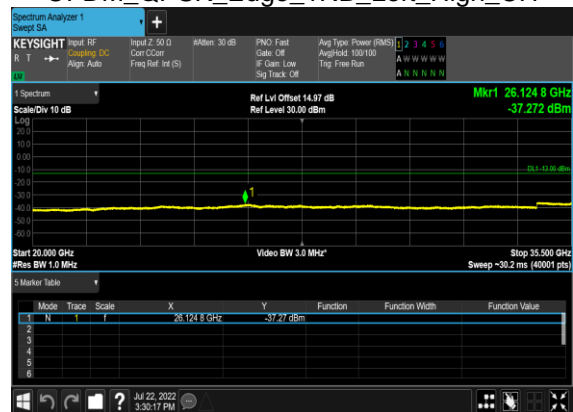 Spectrum Analyzer 1
Swept SA
+
KEYSIGHT Input: RF Input Z: 50 Ω #Atten: 30 dB PNO: Fast Avg Type: Power (RMS) 1 2 3 4 5 6
R T Coupling: DC Corr CCorr Gate: Off Avg|Hold: 100/100 A W W W W W
Align: Auto Freq Ref: Int (S) IF Gain: Low Trig: Free Run
LW Sig Track: Off A N N N N N
1 Spectrum
Ref Lvl Offset 14.97 dB Mkr1 26.124 8 GHz
Scale/Div 10 dB Ref Level 30.00 dBm -37.272 dBm
Log
20.0
10.0
0.00
-10.0
DL1 -13.00 dBm
-20.0
-30.0
1
-40.0
-50.0
-60.0
Start 20.000 GHz Video BW 3.0 MHz* Stop 35.500 GHz
#Res BW 1.0 MHz Sweep ~30.2 ms (40001 pts)
5 Marker Table
Mode Trace Scale X Y Function Function Width Function Value
1 N 1 f 26.124 8 GHz -37.27 dBm
2
3
4
5
6
? Jul 22, 2022
3:30:17 PM